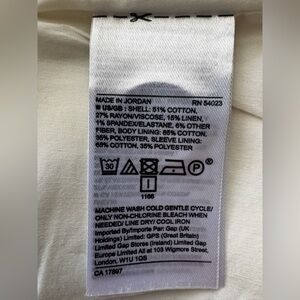 MADE IN JORDAN RN 54023
US/GB : SHELL: 51% COTTON,
27% RAYON/VISCOSE, 15% LINEN,
1% SPANDEX/ELASTANE, 6% OTHER
FIBER, BODY LINING: 65% COTTON,
35% POLYESTER, SLEEVE LINING:
65% COTTON, 35% POLYESTER
30 P
1166
MACHINE WASH COLD GENTLE CYCLE/
ONLY NON-CHLORINE BLEACH WHEN
NEEDED/ LINE DRY/ COOL IRON
Imported By/Importe par: Gap (UK
Holdings) Limited: GPS (Great Britain)
Limited Gap Stores (Ireland) Limited Gap
Europe Limited All at 103 Wigmore Street,
London, W1U 1QS
CA 17897